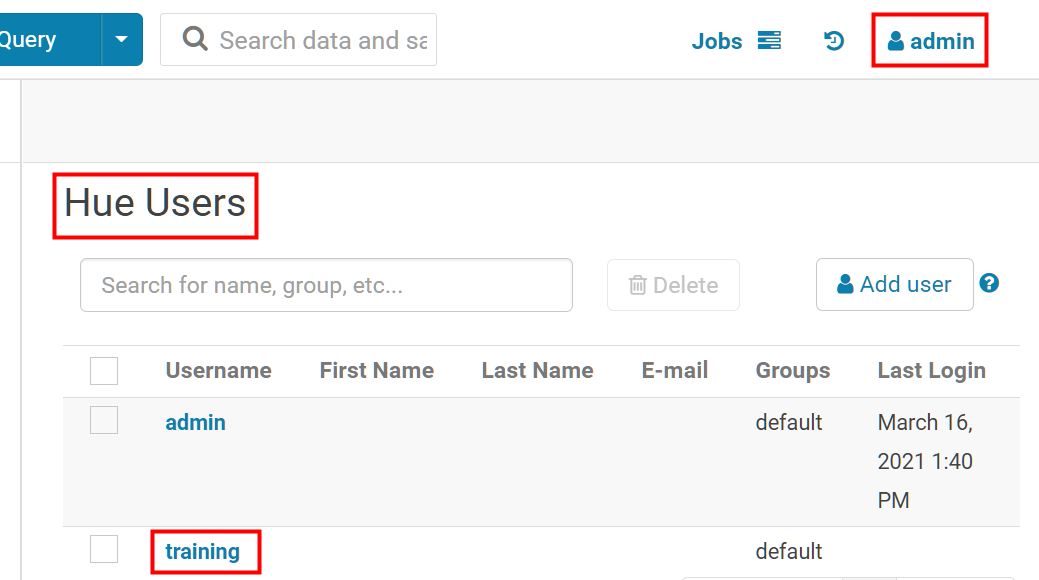 Query
Search data and sa
Jobs
admin
Hue Users
Search for name, group, etc...
Delete
Add user
?
Username First Name Last Name E-mail Groups Last Login
admin default March 16,
2021 1:40
PM
training default